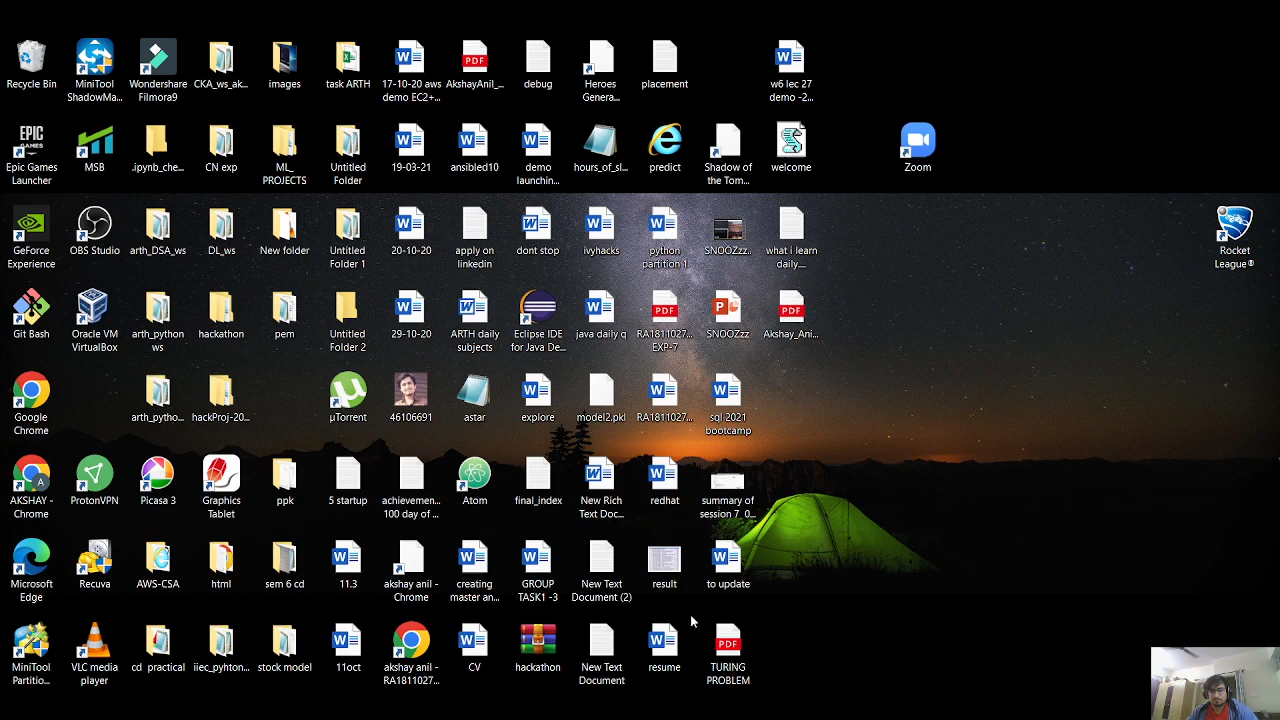 Recycle Bin
MiniTool
ShadowMa...
Wondershare
Filmora9
CKA_ws_ak...
images
task ARTH
17-10-20 aws
demo EC2+...
AkshayAnil_...
debug
Heroes
Genera...
placement
w6 lec 27
demo -2...
Epic Games
Launcher
MSB
.ipynb_che...
CN exp
ML_
PROJECTS
Untitled
Folder
19-03-21
ansibled10
demo
launchin...
hours_of_sl...
predict
Shadow of
the Tom...
welcome
Zoom
GeForce
Experience
OBS Studio
arth_DSA_ws
DL_ws
New folder
Untitled
Folder 1
20-10-20
apply on
linkedin
dont stop
ivyhacks
python
partition 1
SNOOZzz...
what i learn
daily....
Rocket
League®
Git Bash
Oracle VM
VirtualBox
arth_python
ws
hackathon
pem
Untitled
Folder 2
29-10-20
ARTH daily
subjects
Eclipse IDE
for Java De...
java daily q
RA1811027...
EXP-7
SNOOZzz
Akshay_Ani...
Google
Chrome
arth_pytho...
hackProj-20...
µTorrent
46106691
astar
explore
model2.pkl
RA1811027...
sql 2021
bootcamp
AKSHAY -
Chrome
ProtonVPN
Picasa 3
Graphics
Tablet
ppk
5 startup
achievemen...
100 day of ...
Atom
final_index
New Rich
Text Doc...
redhat
summary of
session 7_0...
Microsoft
Edge
Recuva
AWS-CSA
html
sem 6 cd
11.3
akshay anil -
Chrome
creating
master an...
GROUP
TASK1 -3
New Text
Document (2)
result
to update
MiniTool
Partitio...
VLC media
player
cd practical
iiec_pyhton...
stock model
11oct
akshay anil -
RA1811027...
CV
hackathon
New Text
Document
resume
TURING
PROBLEM